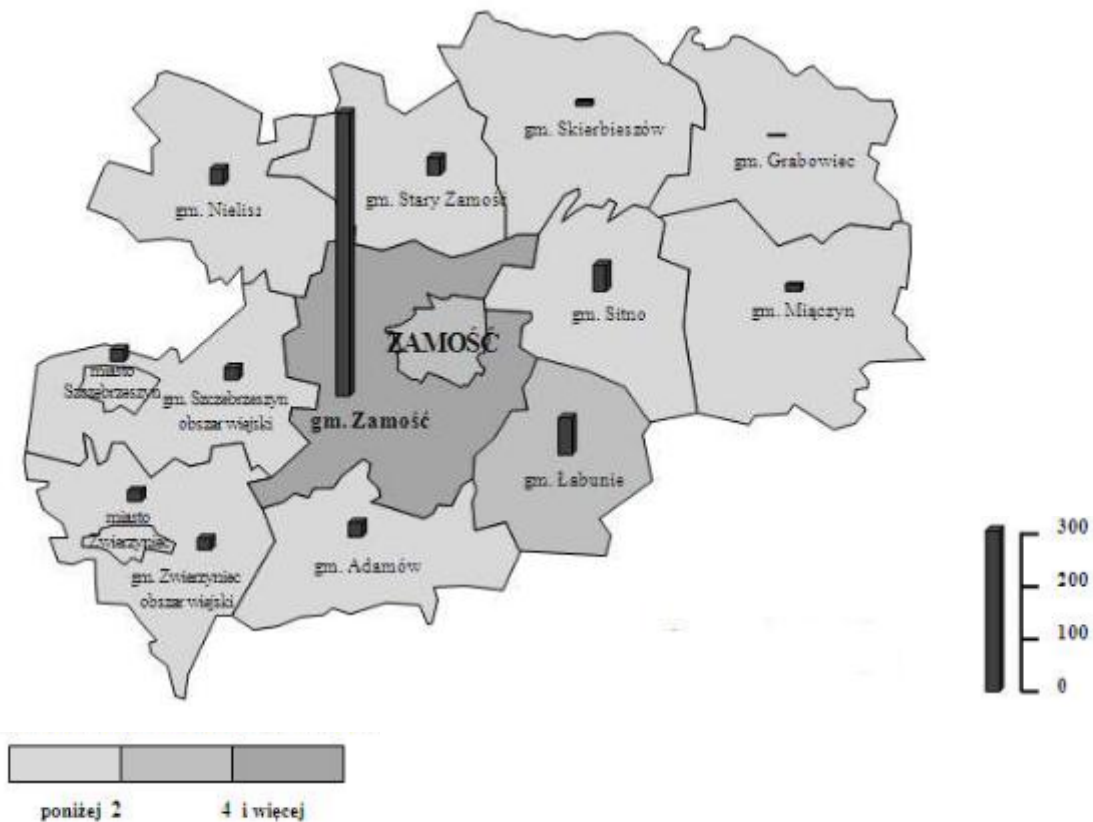 gm. Skierbieszów
gm. Grabowiec
gm. Nielisz
gm. Stary Zamość
gm. Sitno
gm. Miączyn
ZAMOŚĆ
miasto
Szczebrzeszyn
gm. Szczebrzeszyn
obszar wiejski
gm. Zamość
gm. Łabunie
miasto
Zwierzyniec
gm. Zwierzyniec
obszar wiejski
gm. Adamów
300
200
100
0
poniżej 2
4 i więcej